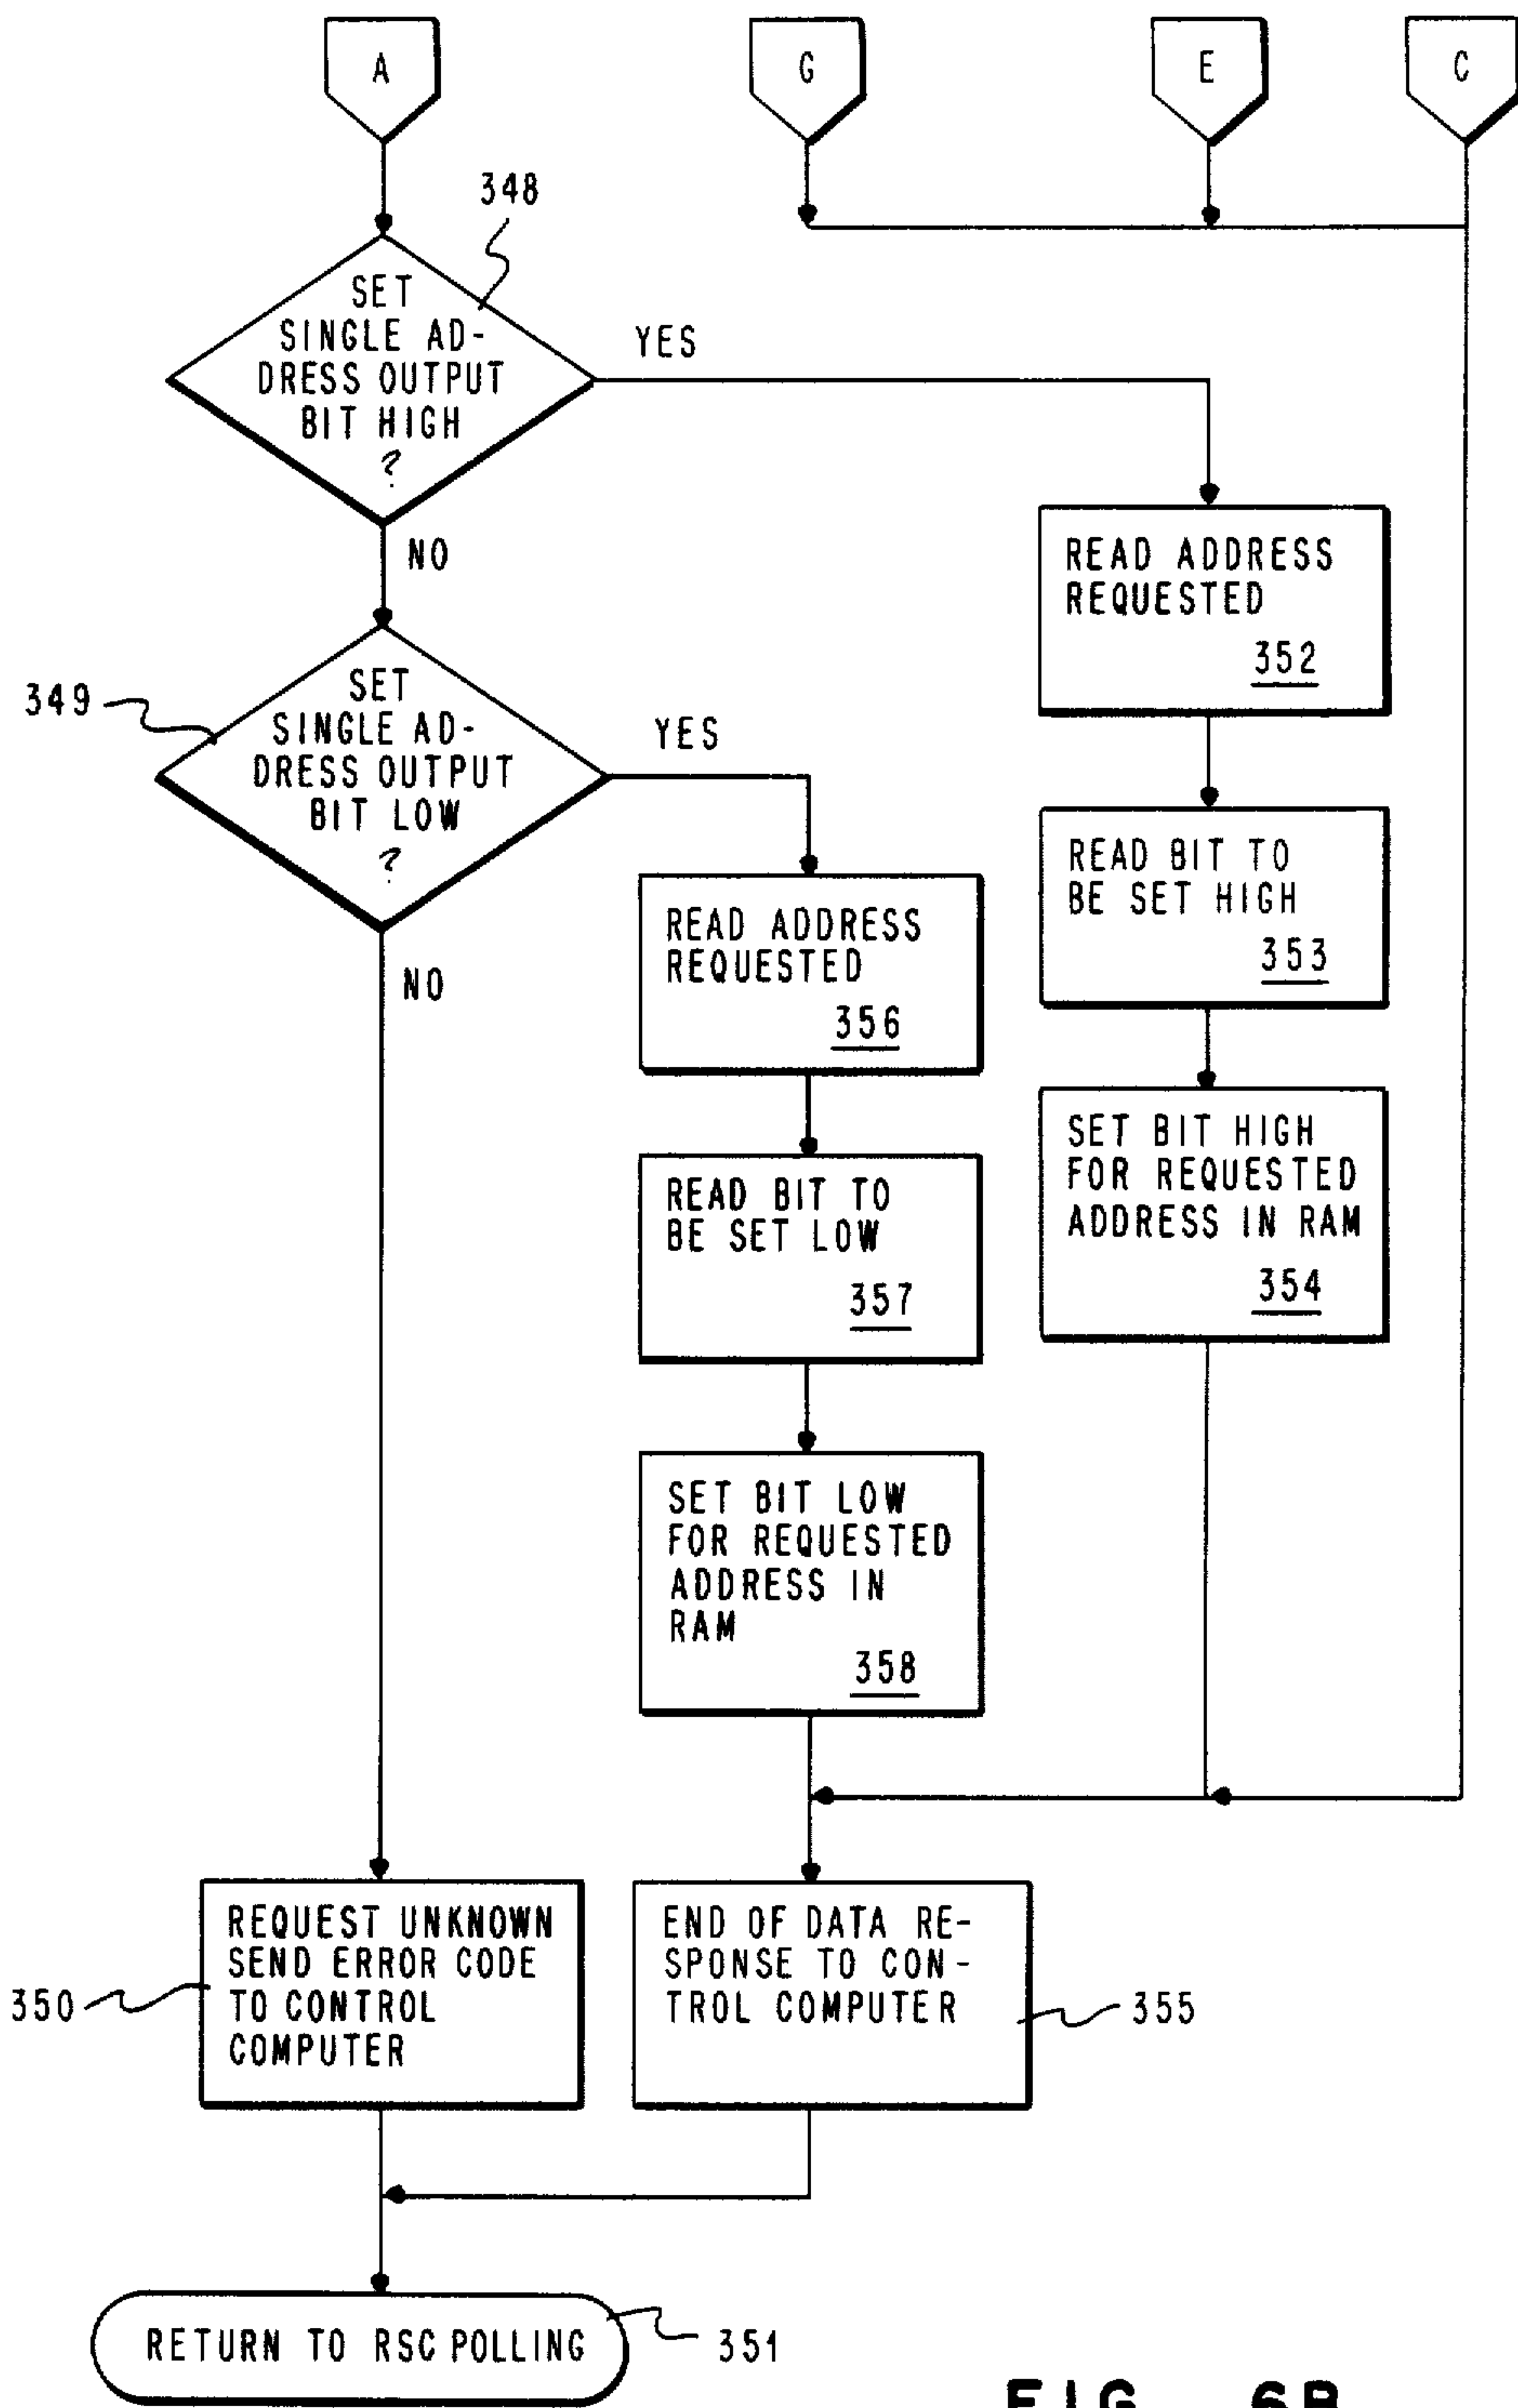 A
G
E
C
348
SET
SINGLE AD-
DRESS OUTPUT
BIT HIGH
?
YES
NO
349
SET
SINGLE AD-
DRESS OUTPUT
BIT LOW
?
YES
NO
READ ADDRESS
REQUESTED
352
READ BIT TO
BE SET HIGH
353
SET BIT HIGH
FOR REQUESTED
ADDRESS IN RAM
354
READ ADDRESS
REQUESTED
356
READ BIT TO
BE SET LOW
357
SET BIT LOW
FOR REQUESTED
ADDRESS IN
RAM
358
350
REQUEST UNKNOWN
SEND ERROR CODE
TO CONTROL
COMPUTER
END OF DATA RE-
SPONSE TO CON-
TROL COMPUTER
355
RETURN TO RSC POLLING
351
FIG. 6B